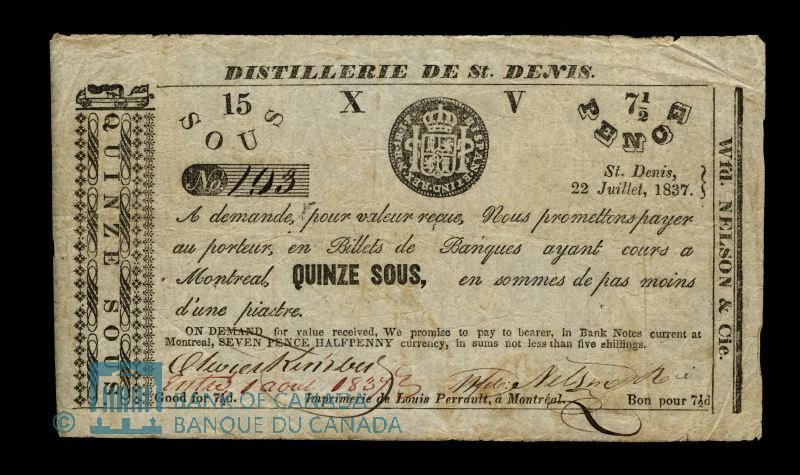 DISTILLERIE DE St. DENIS.
15 X V 7½
SOUS PENCE
No. 193
St. Denis,
22 Juillet, 1837.
QUINZE SOUS
Wfd. NELSON & Cie.
A demande, pour valeur reçue, Nous promettons payer
au porteur, en Billets de Banques ayant cours a
Montreal, QUINZE SOUS, en sommes de pas moins
d'une piastre.
ON DEMAND for value received, We promise to pay to bearer, in Bank Notes current at
Montreal, SEVEN PENCE HALFPENNY currency, in sums not less than five shillings.
Good for 7½d. Imprimerie de Louis Perrault, à Montréal. Bon pour 7½d
© BANK OF CANADA
BANQUE DU CANADA